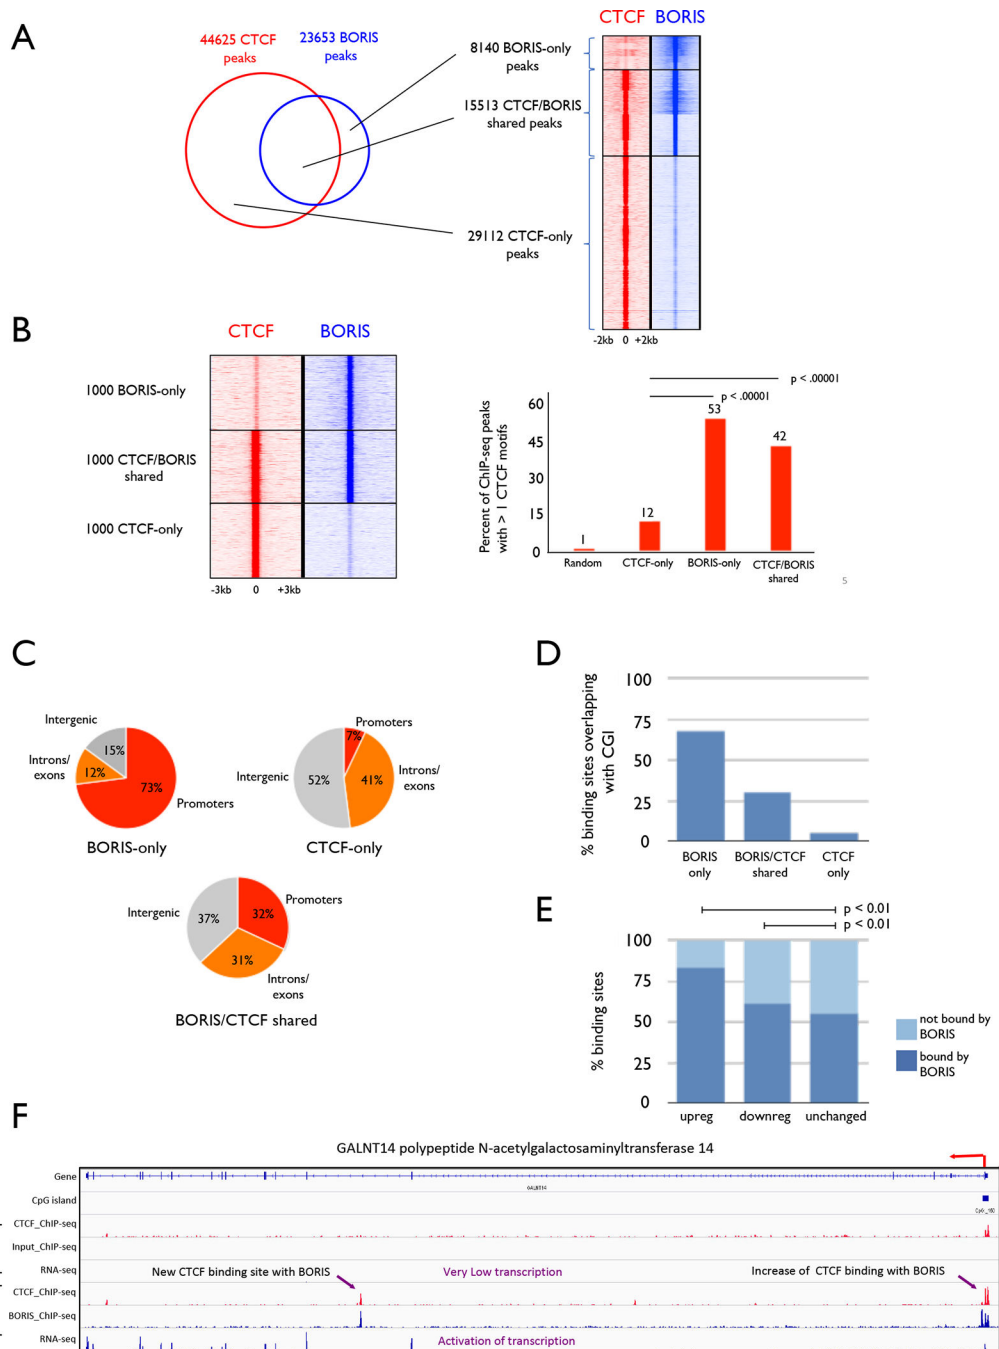 A
44625 CTCF
peaks
23653 BORIS
peaks
8140 BORIS-only
peaks
15513 CTCF/BORIS
shared peaks
29112 CTCF-only
peaks
CTCF BORIS
-2kb 0 +2kb
B
CTCF BORIS
1000 BORIS-only
1000 CTCF/BORIS
shared
1000 CTCF-only
-3kb 0 +3kb
Percent of ChIP-seq peaks
with > 1 CTCF motifs
p < .00001
p < .00001
60
45
30
15
0
1
12
53
42
Random
CTCF-only
BORIS-only
CTCF/BORIS
shared
5
C
Intergenic
15%
Introns/
exons
12%
73%
Promoters
BORIS-only
Promoters
7%
Intergenic
52%
41%
Introns/
exons
CTCF-only
Intergenic
37%
Promoters
32%
31%
Introns/
exons
BORIS/CTCF shared
D
% binding sites overlapping
with CGI
100
75
50
25
0
BORIS
only
BORIS/CTCF
shared
CTCF
only
E
p < 0.01
p < 0.01
% binding sites
100
75
50
25
0
upreg downreg unchanged
not bound by
BORIS
bound by
BORIS
F
GALNT14 polypeptide N-acetylgalactosaminyltransferase 14
Gene
GALNT14
CpG island
CTCF_ChIP-seq
Input_ChIP-seq
RNA-seq
Very Low transcription
New CTCF binding site with BORIS
Increase of CTCF binding with BORIS
CTCF_ChIP-seq
BORIS_ChIP-seq
RNA-seq
Activation of transcription